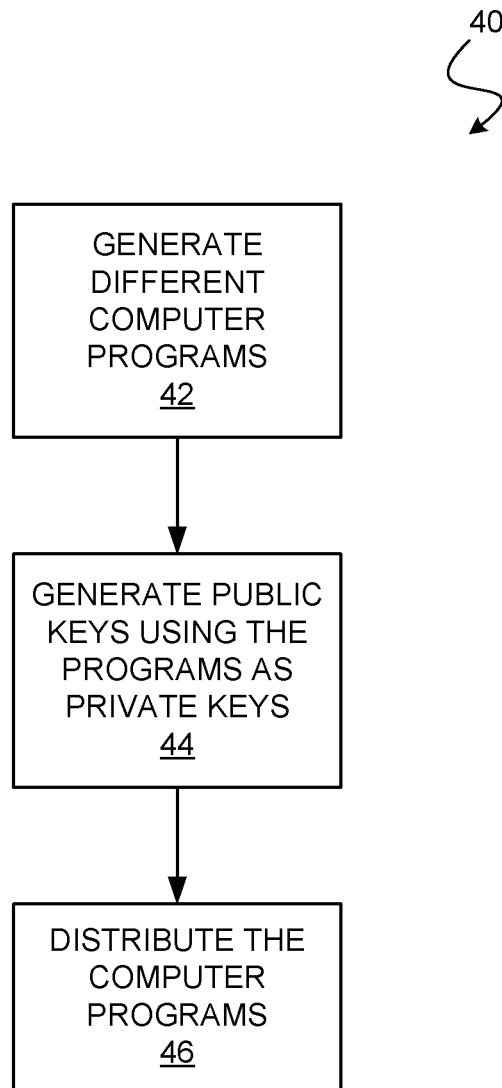 40
GENERATE
DIFFERENT
COMPUTER
PROGRAMS
42
GENERATE PUBLIC
KEYS USING THE
PROGRAMS AS
PRIVATE KEYS
44
DISTRIBUTE THE
COMPUTER
PROGRAMS
46